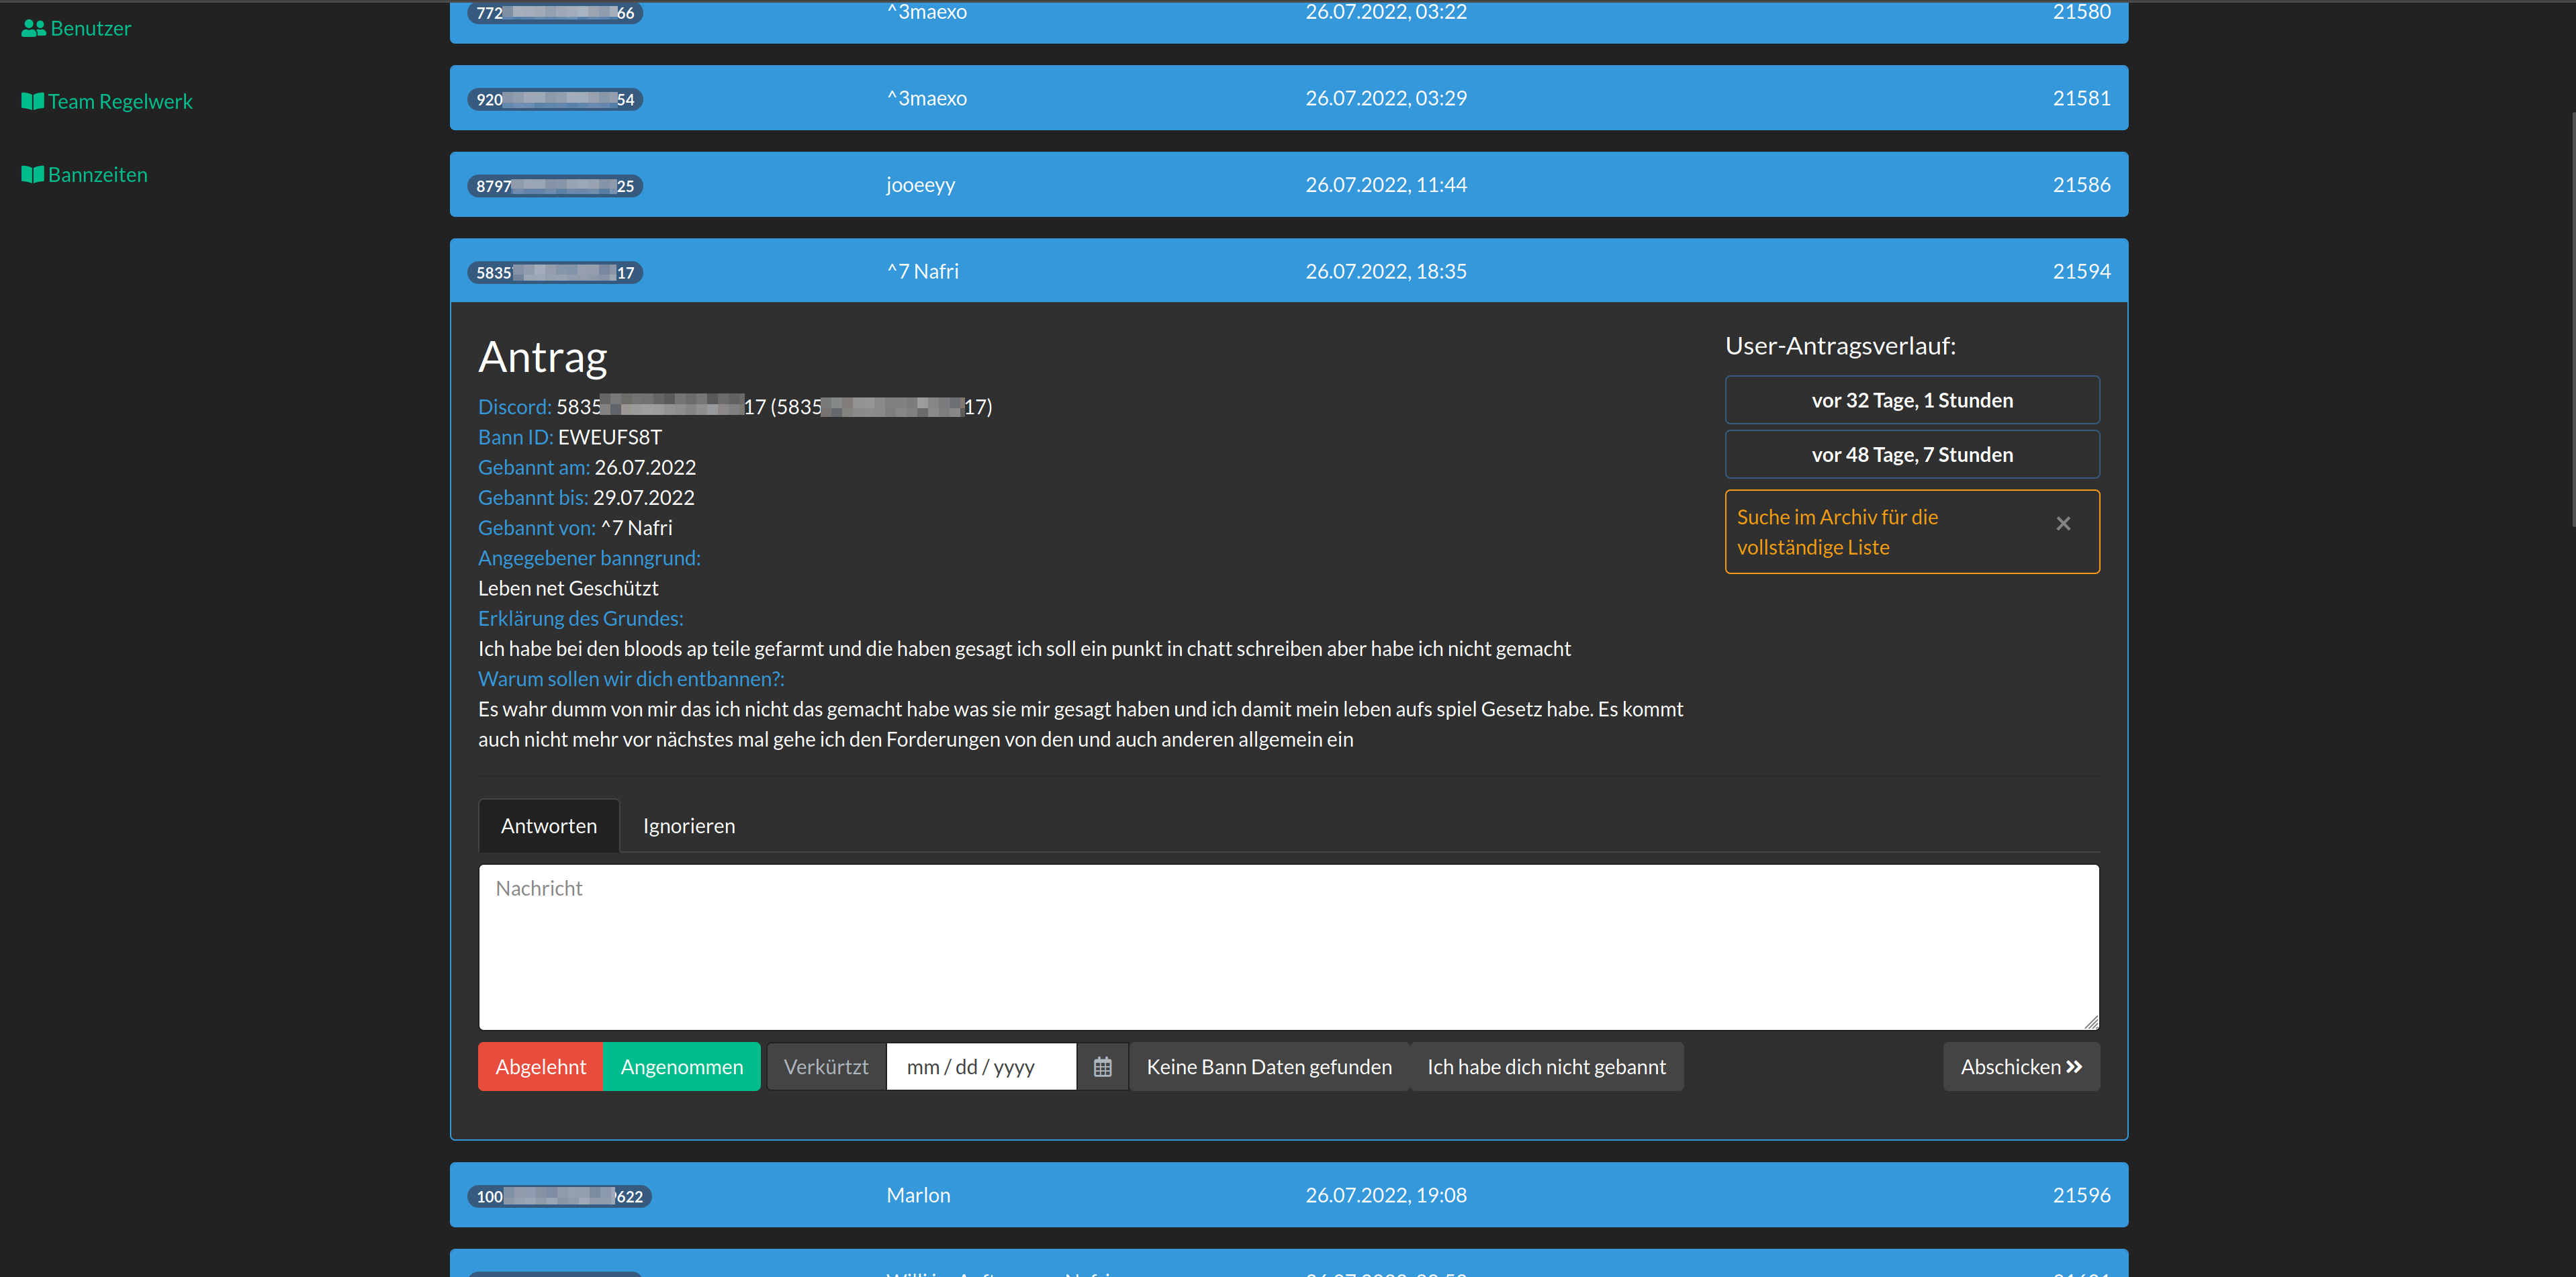 Benutzer
Team Regelwerk
Bannzeiten
772 66 ^3maexo 26.07.2022, 03:22 21580
920 54 ^3maexo 26.07.2022, 03:29 21581
8797 25 jooeeyy 26.07.2022, 11:44 21586
5835 17 ^7 Nafri 26.07.2022, 18:35 21594
Antrag
Discord: 5835 17 (5835 17)
Bann ID: EWEUFS8T
Gebannt am: 26.07.2022
Gebannt bis: 29.07.2022
Gebannt von: ^7 Nafri
Angegebener banngrund:
Leben net Geschützt
Erklärung des Grundes:
Ich habe bei den bloods ap teile gefarmt und die haben gesagt ich soll ein punkt in chatt schreiben aber habe ich nicht gemacht
Warum sollen wir dich entbannen?:
Es wahr dumm von mir das ich nicht das gemacht habe was sie mir gesagt haben und ich damit mein leben aufs spiel Gesetz habe. Es kommt
auch nicht mehr vor nächstes mal gehe ich den Forderungen von den und auch anderen allgemein ein
User-Antragsverlauf:
vor 32 Tage, 1 Stunden
vor 48 Tage, 7 Stunden
Suche im Archiv für die
vollständige Liste
Antworten Ignorieren
Nachricht
Abgelehnt Angenommen Verkürtzt mm / dd / yyyy Keine Bann Daten gefunden Ich habe dich nicht gebannt Abschicken
100 622 Marlon 26.07.2022, 19:08 21596